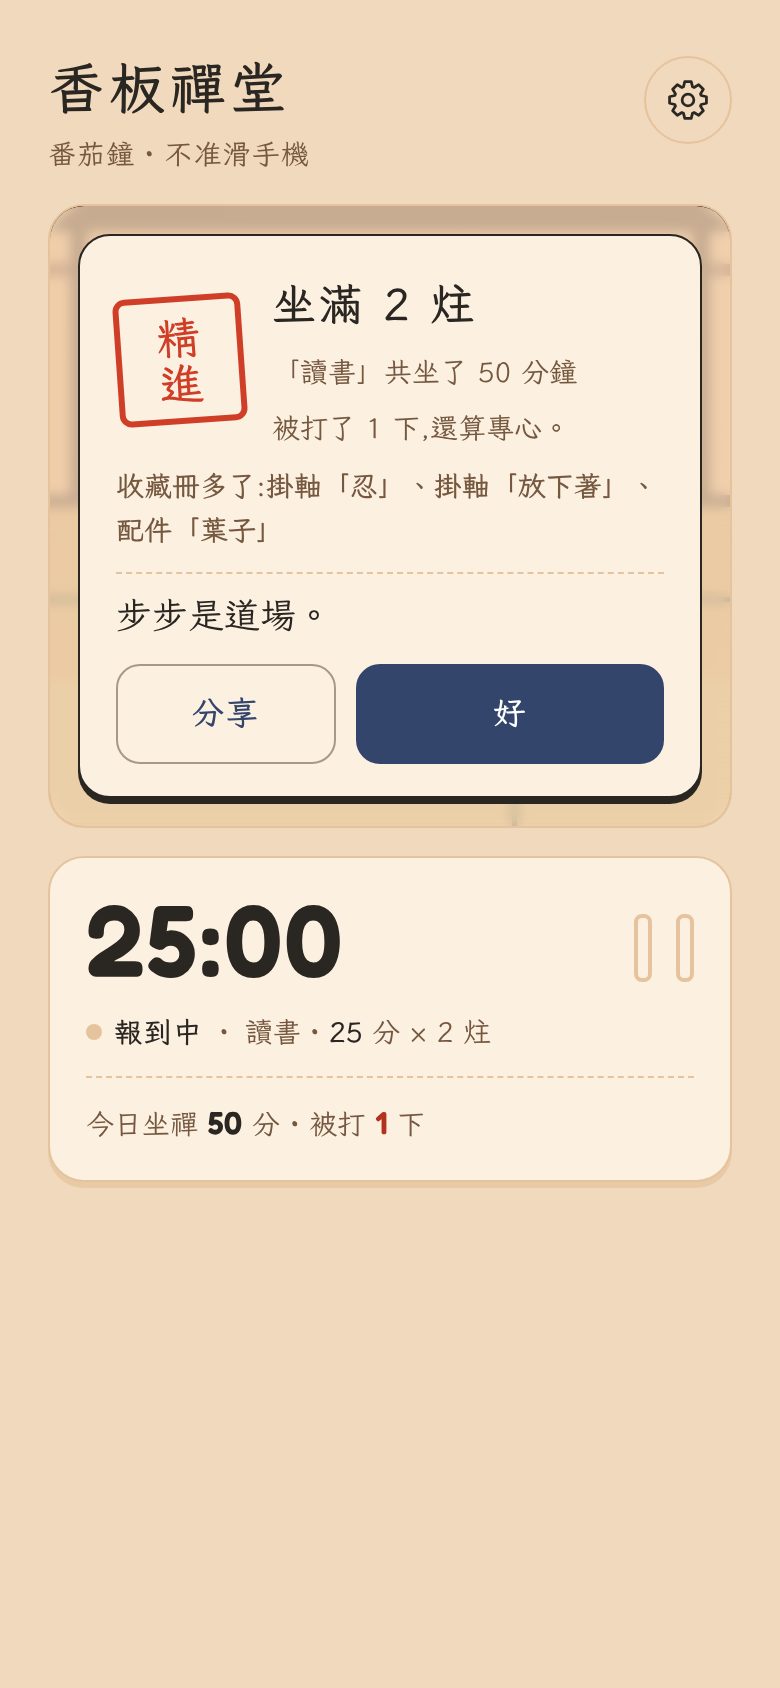 香板禪堂
番茄鐘・不准滑手機
精
進
坐滿 2 炷
「讀書」共坐了 50 分鐘
被打了 1 下,還算專心。
收藏冊多了:掛軸「忍」、掛軸「放下著」、
配件「葉子」
步步是道場。
分享
好
25:00
報到中 ・ 讀書・25 分 × 2 炷
今日坐禪 50 分・被打 1 下